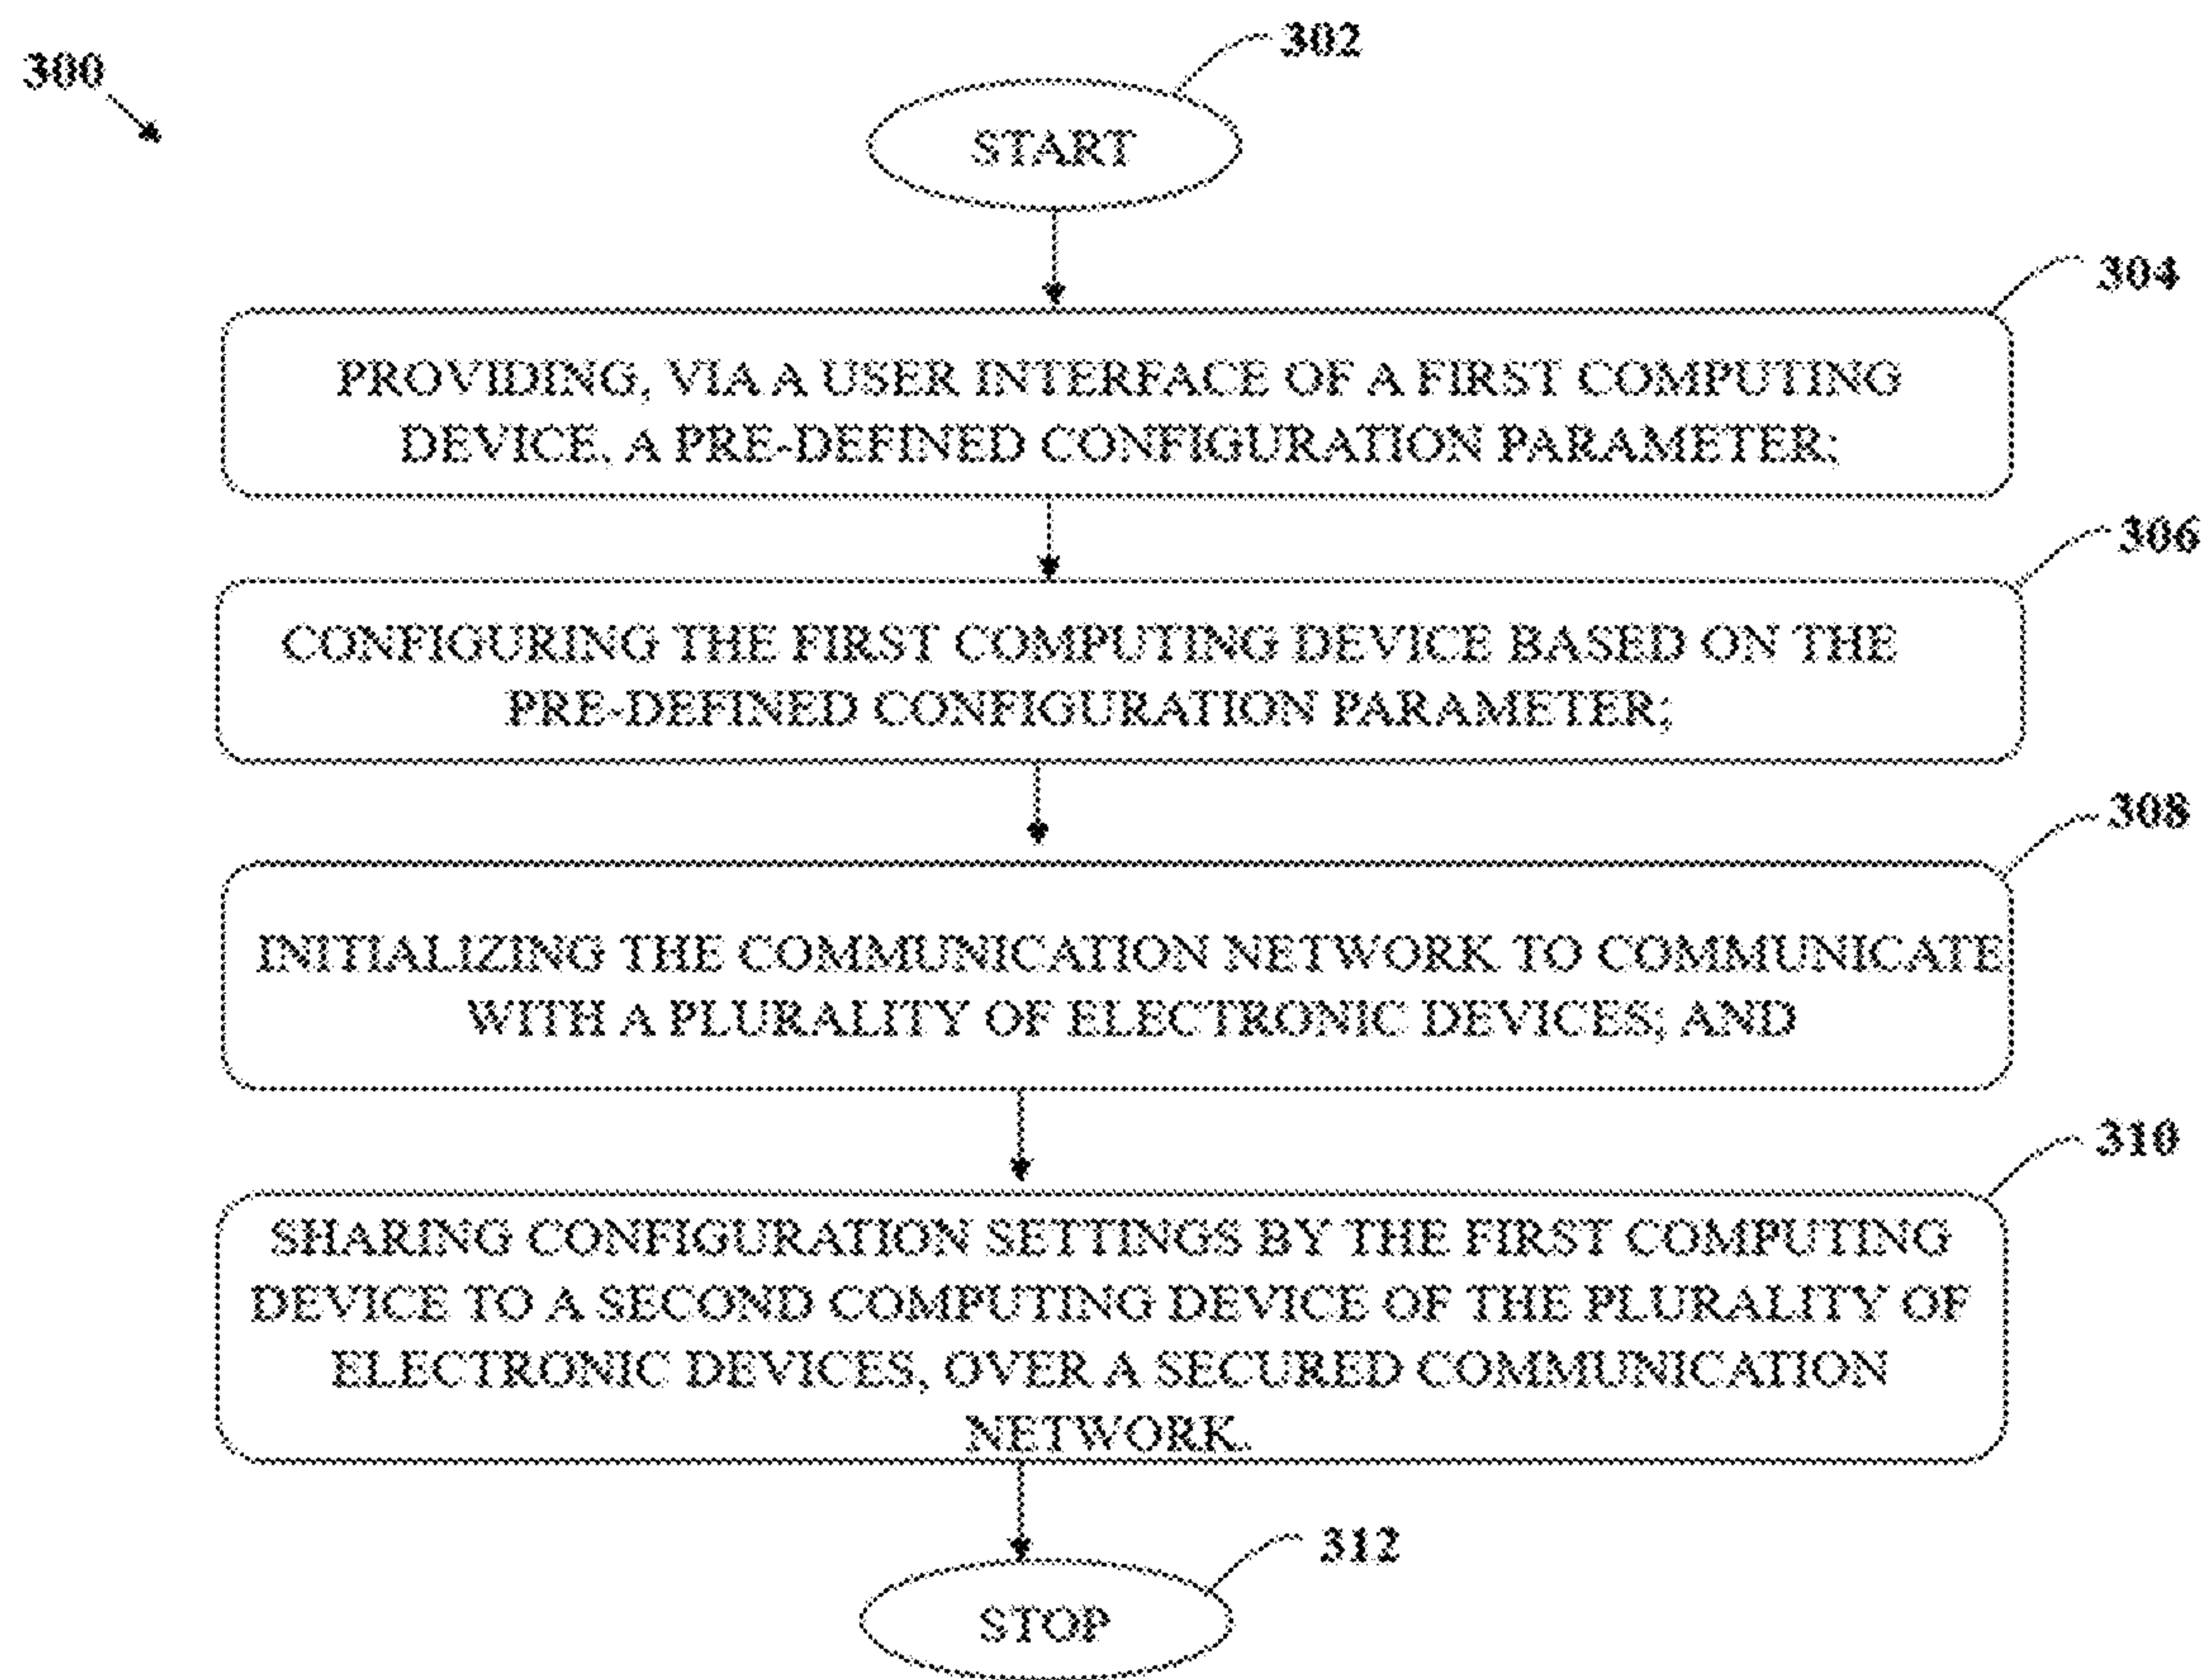 302
300
START
304
PROVIDING, VIA A USER INTERFACE OF A FIRST COMPUTING
DEVICE, A PRE-DEFINED CONFIGURATION PARAMETER;
306
CONFIGURING THE FIRST COMPUTING DEVICE BASED ON THE
PRE-DEFINED CONFIGURATION PARAMETER;
308
INITIALIZING THE COMMUNICATION NETWORK TO COMMUNICATE
WITH A PLURALITY OF ELECTRONIC DEVICES; AND
310
SHARING CONFIGURATION SETTINGS BY THE FIRST COMPUTING
DEVICE TO A SECOND COMPUTING DEVICE OF THE PLURALITY OF
ELECTRONIC DEVICES, OVER A SECURED COMMUNICATION
NETWORK.
312
STOP